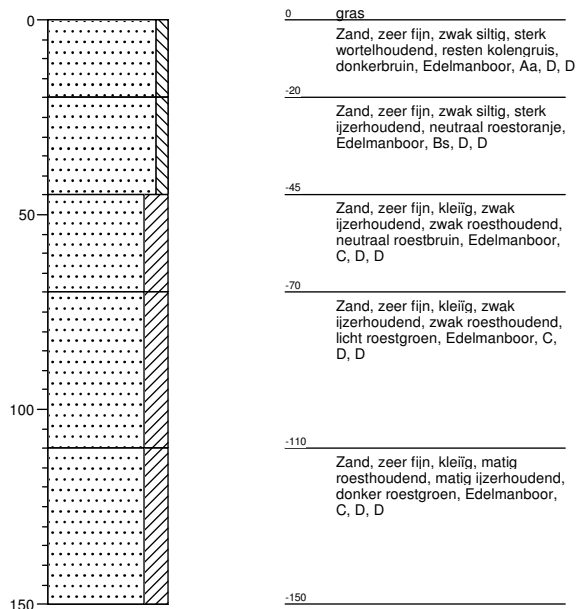 0
50
100
150
0
gras
Zand, zeer fijn, zwak siltig, sterk
wortelhoudend, resten kolengruis,
donkerbruin, Edelmanboor, Aa, D, D
-20
Zand, zeer fijn, zwak siltig, sterk
ijzerhoudend, neutraal roestoranje,
Edelmanboor, Bs, D, D
-45
Zand, zeer fijn, kleiïg, zwak
ijzerhoudend, zwak roesthoudend,
neutraal roestbruin, Edelmanboor,
C, D, D
-70
Zand, zeer fijn, kleiïg, zwak
ijzerhoudend, zwak roesthoudend,
licht roestgroen, Edelmanboor, C,
D, D
-110
Zand, zeer fijn, kleiïg, matig
roesthoudend, matig ijzerhoudend,
donker roestgroen, Edelmanboor,
C, D, D
-150